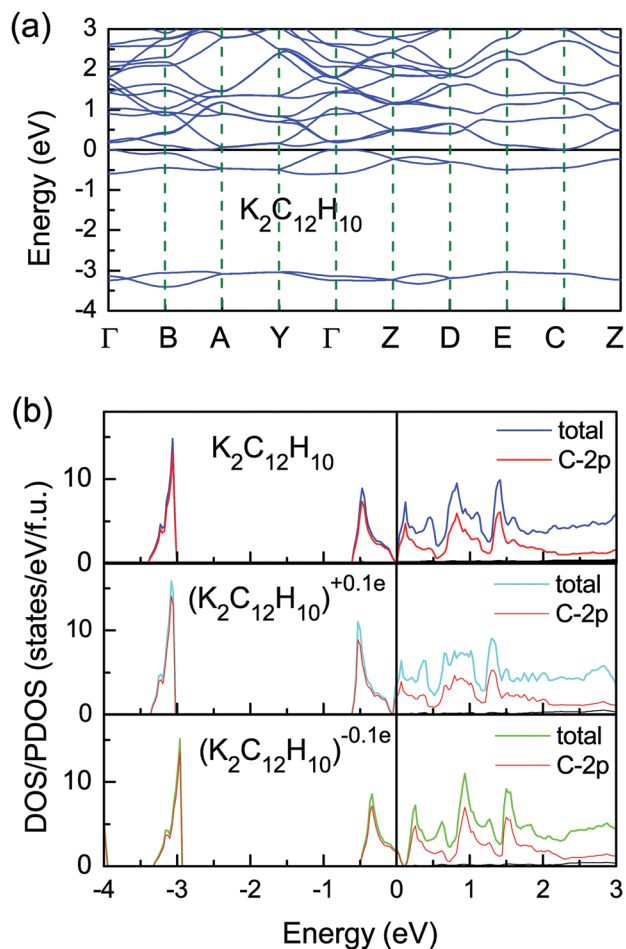 (a)
3
2
1
0
-1
-2
-3
-4
Energy (eV)
K₂C₁₂H₁₀
Γ B A Y Γ Z D E C Z
(b)
K₂C₁₂H₁₀
total
C-2p
10
0
(K₂C₁₂H₁₀)⁺⁰·¹ᵉ
total
C-2p
10
0
(K₂C₁₂H₁₀)⁻⁰·¹ᵉ
total
C-2p
10
0
DOS/PDOS (states/eV/f.u.)
-4 -3 -2 -1 0 1 2 3
Energy (eV)